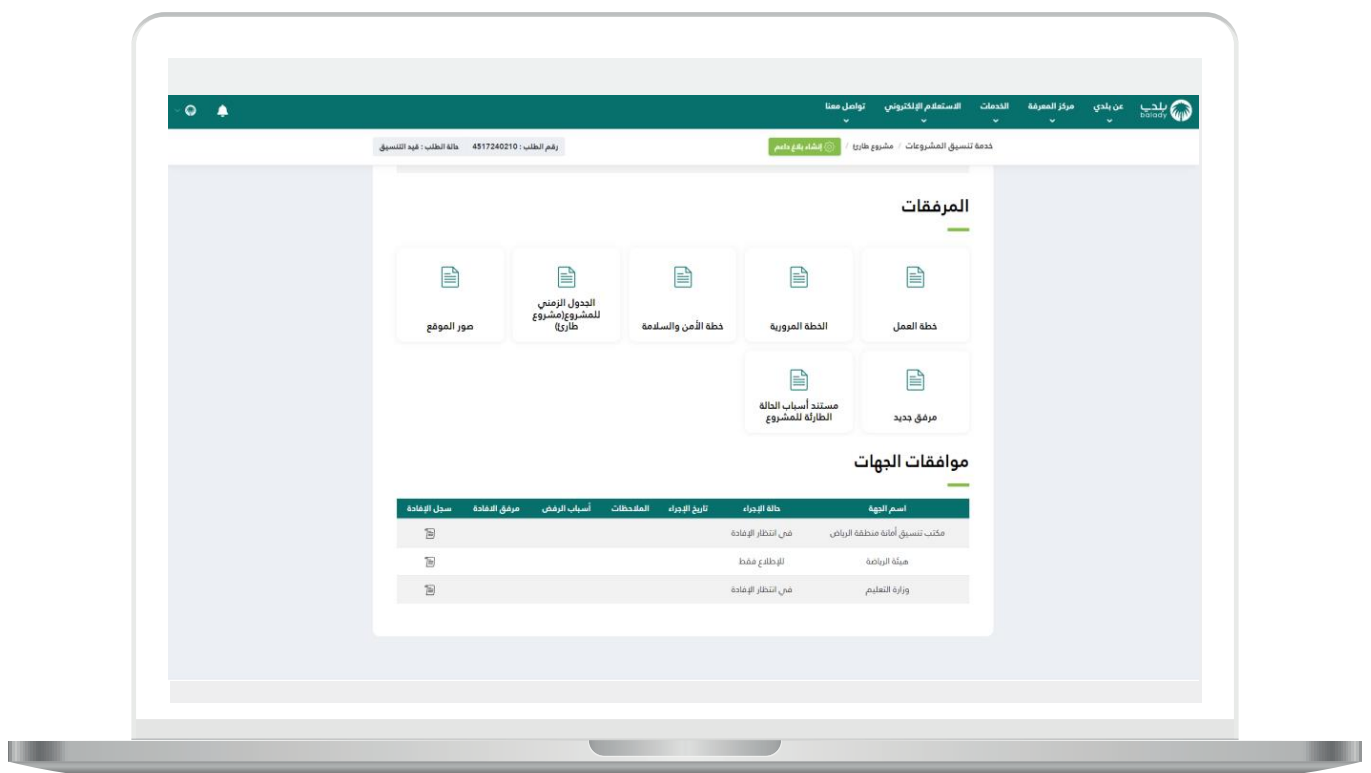 بلدي
balady
عن بلدي
مركز المعرفة
الخدمات
الاستعلام الإلكتروني
تواصل معنا
خدمة تنسيق المشروعات / مشروع طارئ /
إنشاء بلاغ داعم
رقم الطلب : 4517240210
حالة الطلب : قيد التنسيق
المرفقات
خطة العمل
الخطة المرورية
خطة الأمن والسلامة
الجدول الزمني
للمشروع(مشروع
طارئ)
صور الموقع
مرفق جديد
مستند أسباب الحالة
الطارئة للمشروع
موافقات الجهات
اسم الجهة	حالة الإجراء	تاريخ الإجراء	الملاحظات	أسباب الرفض	مرفق الافادة	سجل الإفادة
مكتب تنسيق أمانة منطقة الرياض	في انتظار الإفادة
هيئة الرياضة	للإطلاع فقط
وزارة التعليم	في انتظار الإفادة